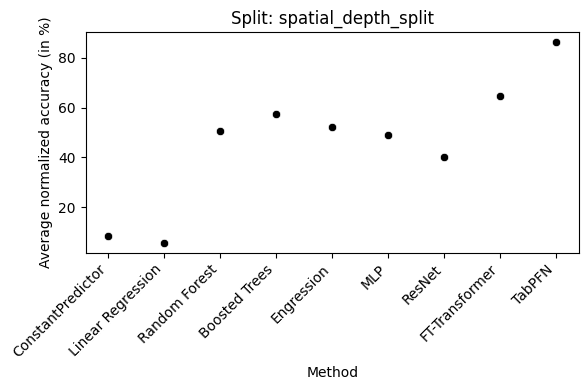 Split: spatial_depth_split
Average normalized accuracy (in %)
80
60
40
20
ConstantPredictor
Linear Regression
Random Forest
Boosted Trees
Engression
MLP
ResNet
FT-Transformer
TabPFN
Method